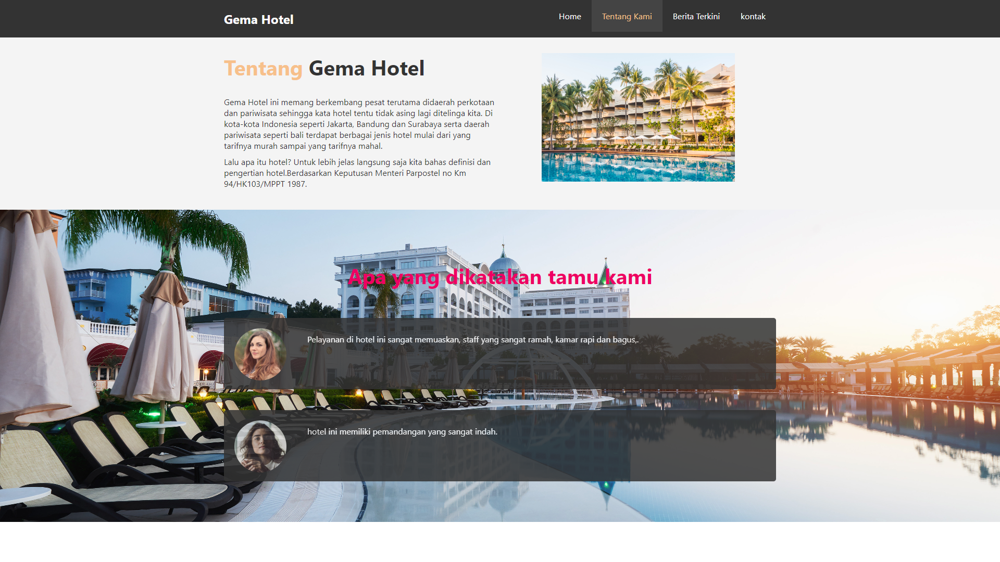 Gema Hotel
Home
Tentang Kami
Berita Terkini
kontak
Tentang Gema Hotel
Gema Hotel ini memang berkembang pesat terutama didaerah perkotaan
dan pariwisata sehingga kata hotel tentu tidak asing lagi ditelinga kita. Di
kota-kota Indonesia seperti Jakarta, Bandung dan Surabaya serta daerah
pariwisata seperti bali terdapat berbagai jenis hotel mulai dari yang
tarifnya murah sampai yang tarifnya mahal.
Lalu apa itu hotel? Untuk lebih jelas langsung saja kita bahas definisi dan
pengertian hotel.Berdasarkan Keputusan Menteri Parpostel no Km
94/HK103/MPPT 1987.
Apa yang dikatakan tamu kami
Pelayanan di hotel ini sangat memuaskan, staff yang sangat ramah, kamar rapi dan bagus,.
hotel ini memiliki pemandangan yang sangat indah.